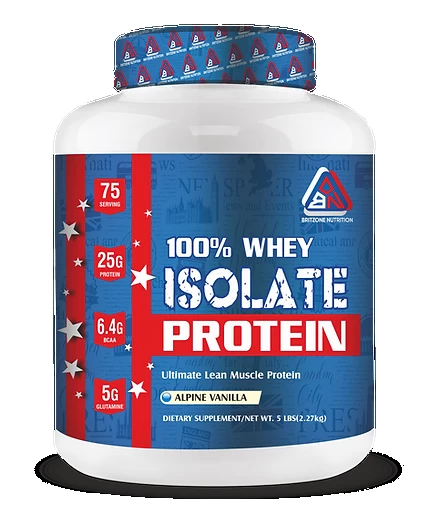 BRITZONE NUTRITION
75
SERVING
25G
PROTEIN
6.4G
BCAA
5G
GLUTAMINE
100% WHEY
ISOLATE
PROTEIN
Ultimate Lean Muscle Protein
ALPINE VANILLA
DIETARY SUPPLEMENT/NET WT. 5 LBS(2.27kg)